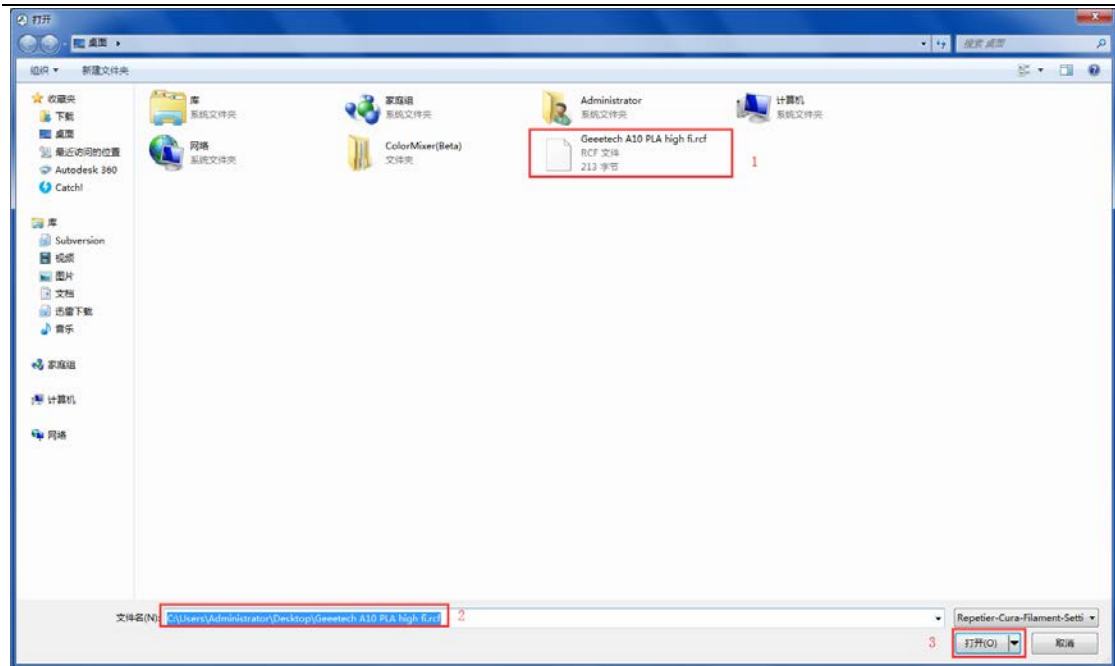 打开
桌面
搜索 桌面
组织
新建文件夹
收藏夹
下载
桌面
最近访问的位置
Autodesk 360
Catch!
库
Subversion
视频
图片
文档
迅雷下载
音乐
家庭组
计算机
网络
库
系统文件夹
家庭组
系统文件夹
Administrator
系统文件夹
计算机
系统文件夹
网络
系统文件夹
ColorMixer(Beta)
文件夹
Geeetech A10 PLA high fi.rcf
RCF 文件
213 字节
1
文件名(N):
C:\Users\Administrator\Desktop\Geeetech A10 PLA high fi.rcf
2
Repetier-Cura-Filament-Setti
3
打开(O)
取消